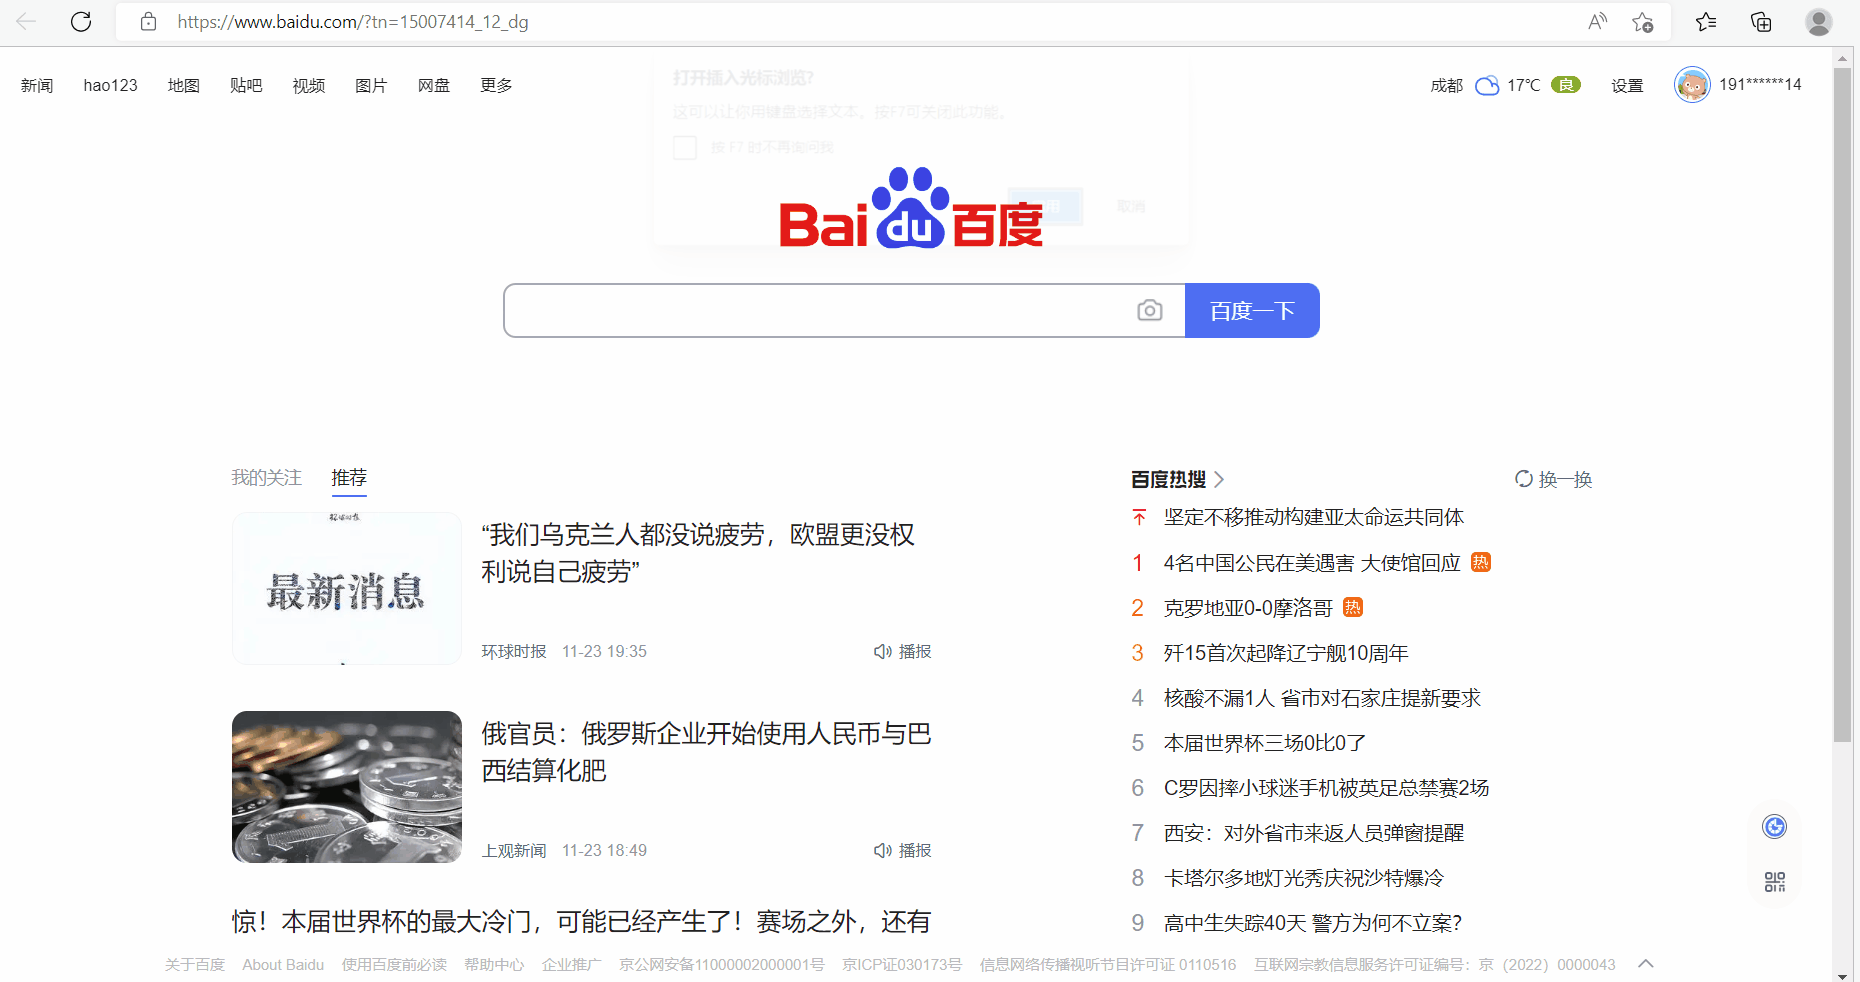 https://www.baidu.com/?tn=15007414_12_dg
新闻 hao123 地图 贴吧 视频 图片 网盘 更多
成都 17℃ 良 设置 191******14
打开插入光标浏览?
这可以让你用键盘选择文本。按F7可关闭此功能。
按 F7 时不再询问我
取消
Bai du 百度
百度一下
我的关注 推荐
最新消息
“我们乌克兰人都没说疲劳，欧盟更没权
利说自己疲劳”
环球时报 11-23 19:35 播报
俄官员：俄罗斯企业开始使用人民币与巴
西结算化肥
上观新闻 11-23 18:49 播报
惊！本届世界杯的最大冷门，可能已经产生了！赛场之外，还有
百度热搜 换一换
坚定不移推动构建亚太命运共同体
1 4名中国公民在美遇害 大使馆回应 热
2 克罗地亚0-0摩洛哥 热
3 歼15首次起降辽宁舰10周年
4 核酸不漏1人 省市对石家庄提新要求
5 本届世界杯三场0比0了
6 C罗因摔小球迷手机被英足总禁赛2场
7 西安：对外省市来返人员弹窗提醒
8 卡塔尔多地灯光秀庆祝沙特爆冷
9 高中生失踪40天 警方为何不立案?
关于百度 About Baidu 使用百度前必读 帮助中心 企业推广 京公网安备11000002000001号 京ICP证030173号 信息网络传播视听节目许可证 0110516 互联网宗教信息服务许可证编号：京（2022）0000043